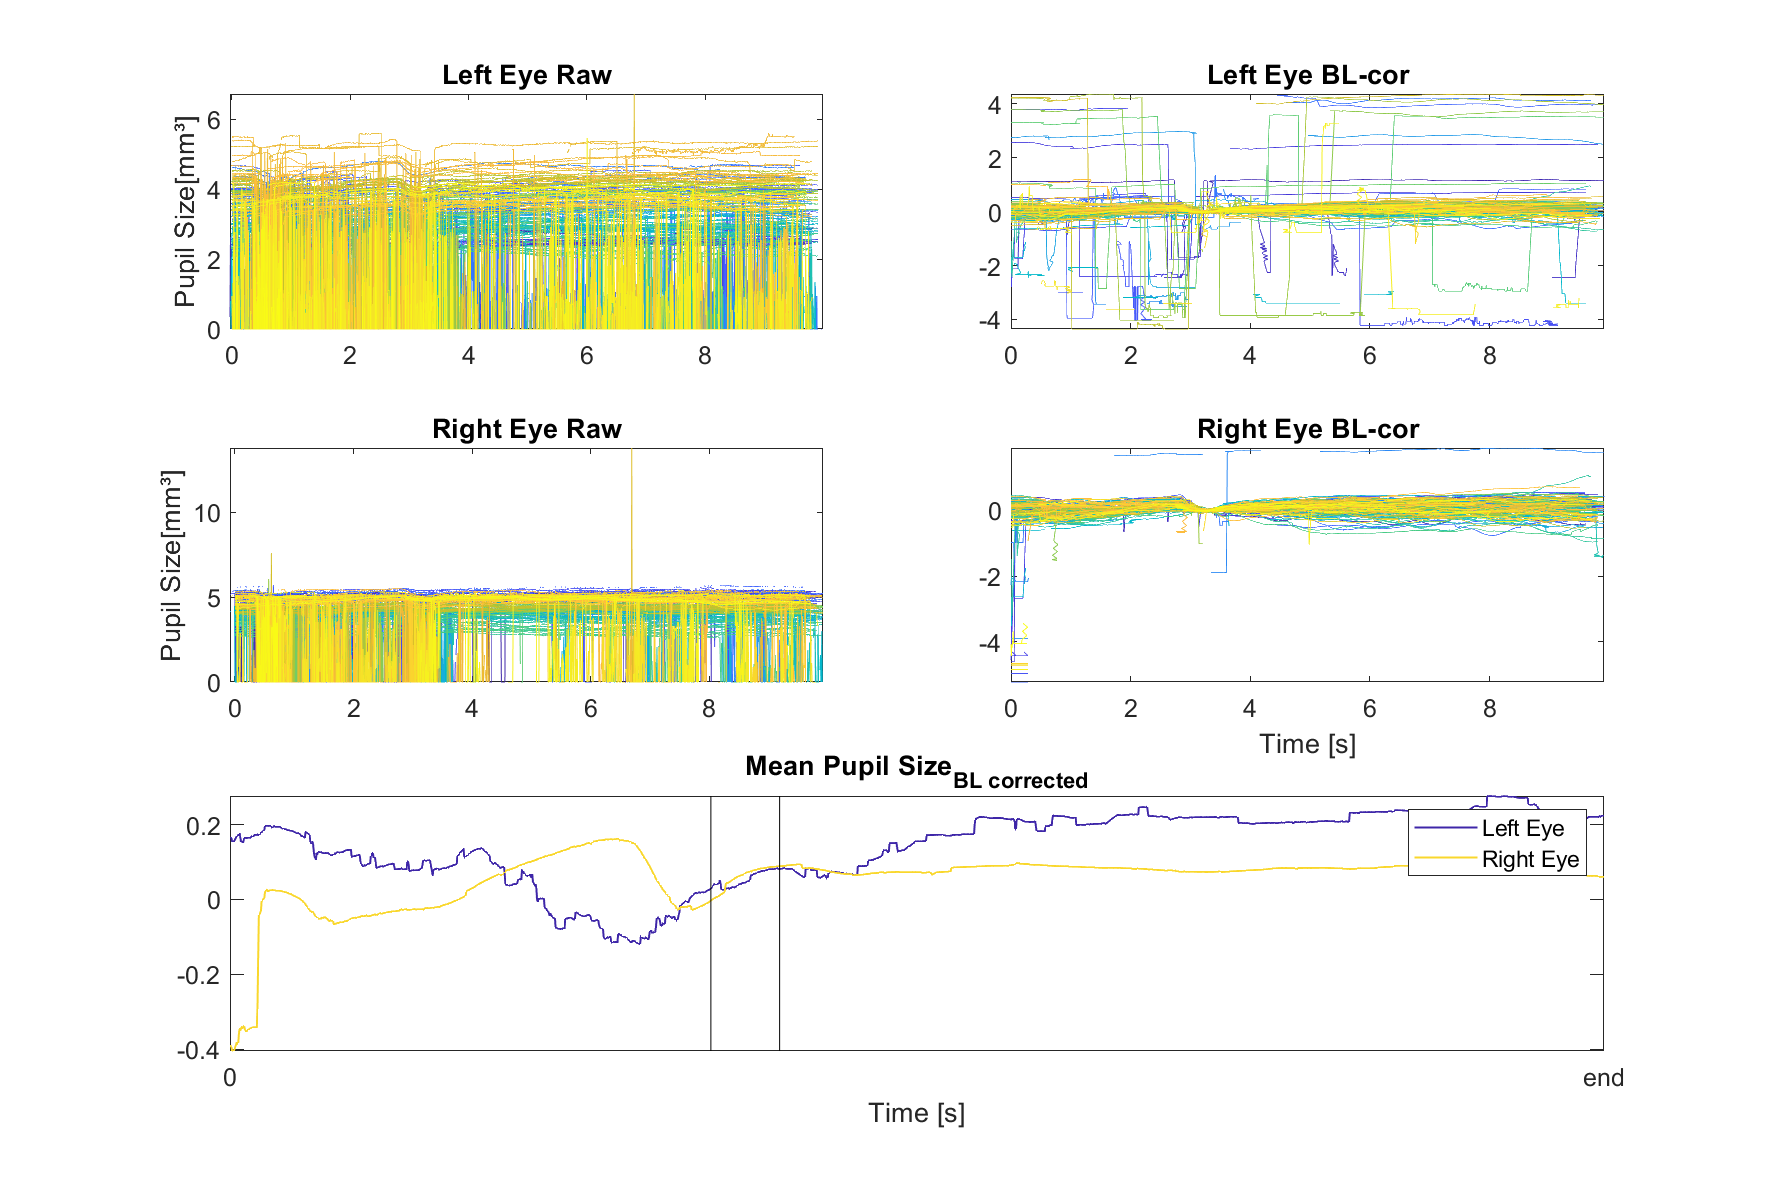 Left Eye Raw
Pupil Size[mm³]
6
4
2
0
0 2 4 6 8
Left Eye BL-cor
4
2
0
-2
-4
0 2 4 6 8
Right Eye Raw
Pupil Size[mm³]
10
5
0
0 2 4 6 8
Right Eye BL-cor
0
-2
-4
0 2 4 6 8
Time [s]
Mean Pupil Size BL corrected
0.2
0
-0.2
-0.4
Left Eye
Right Eye
0 end
Time [s]